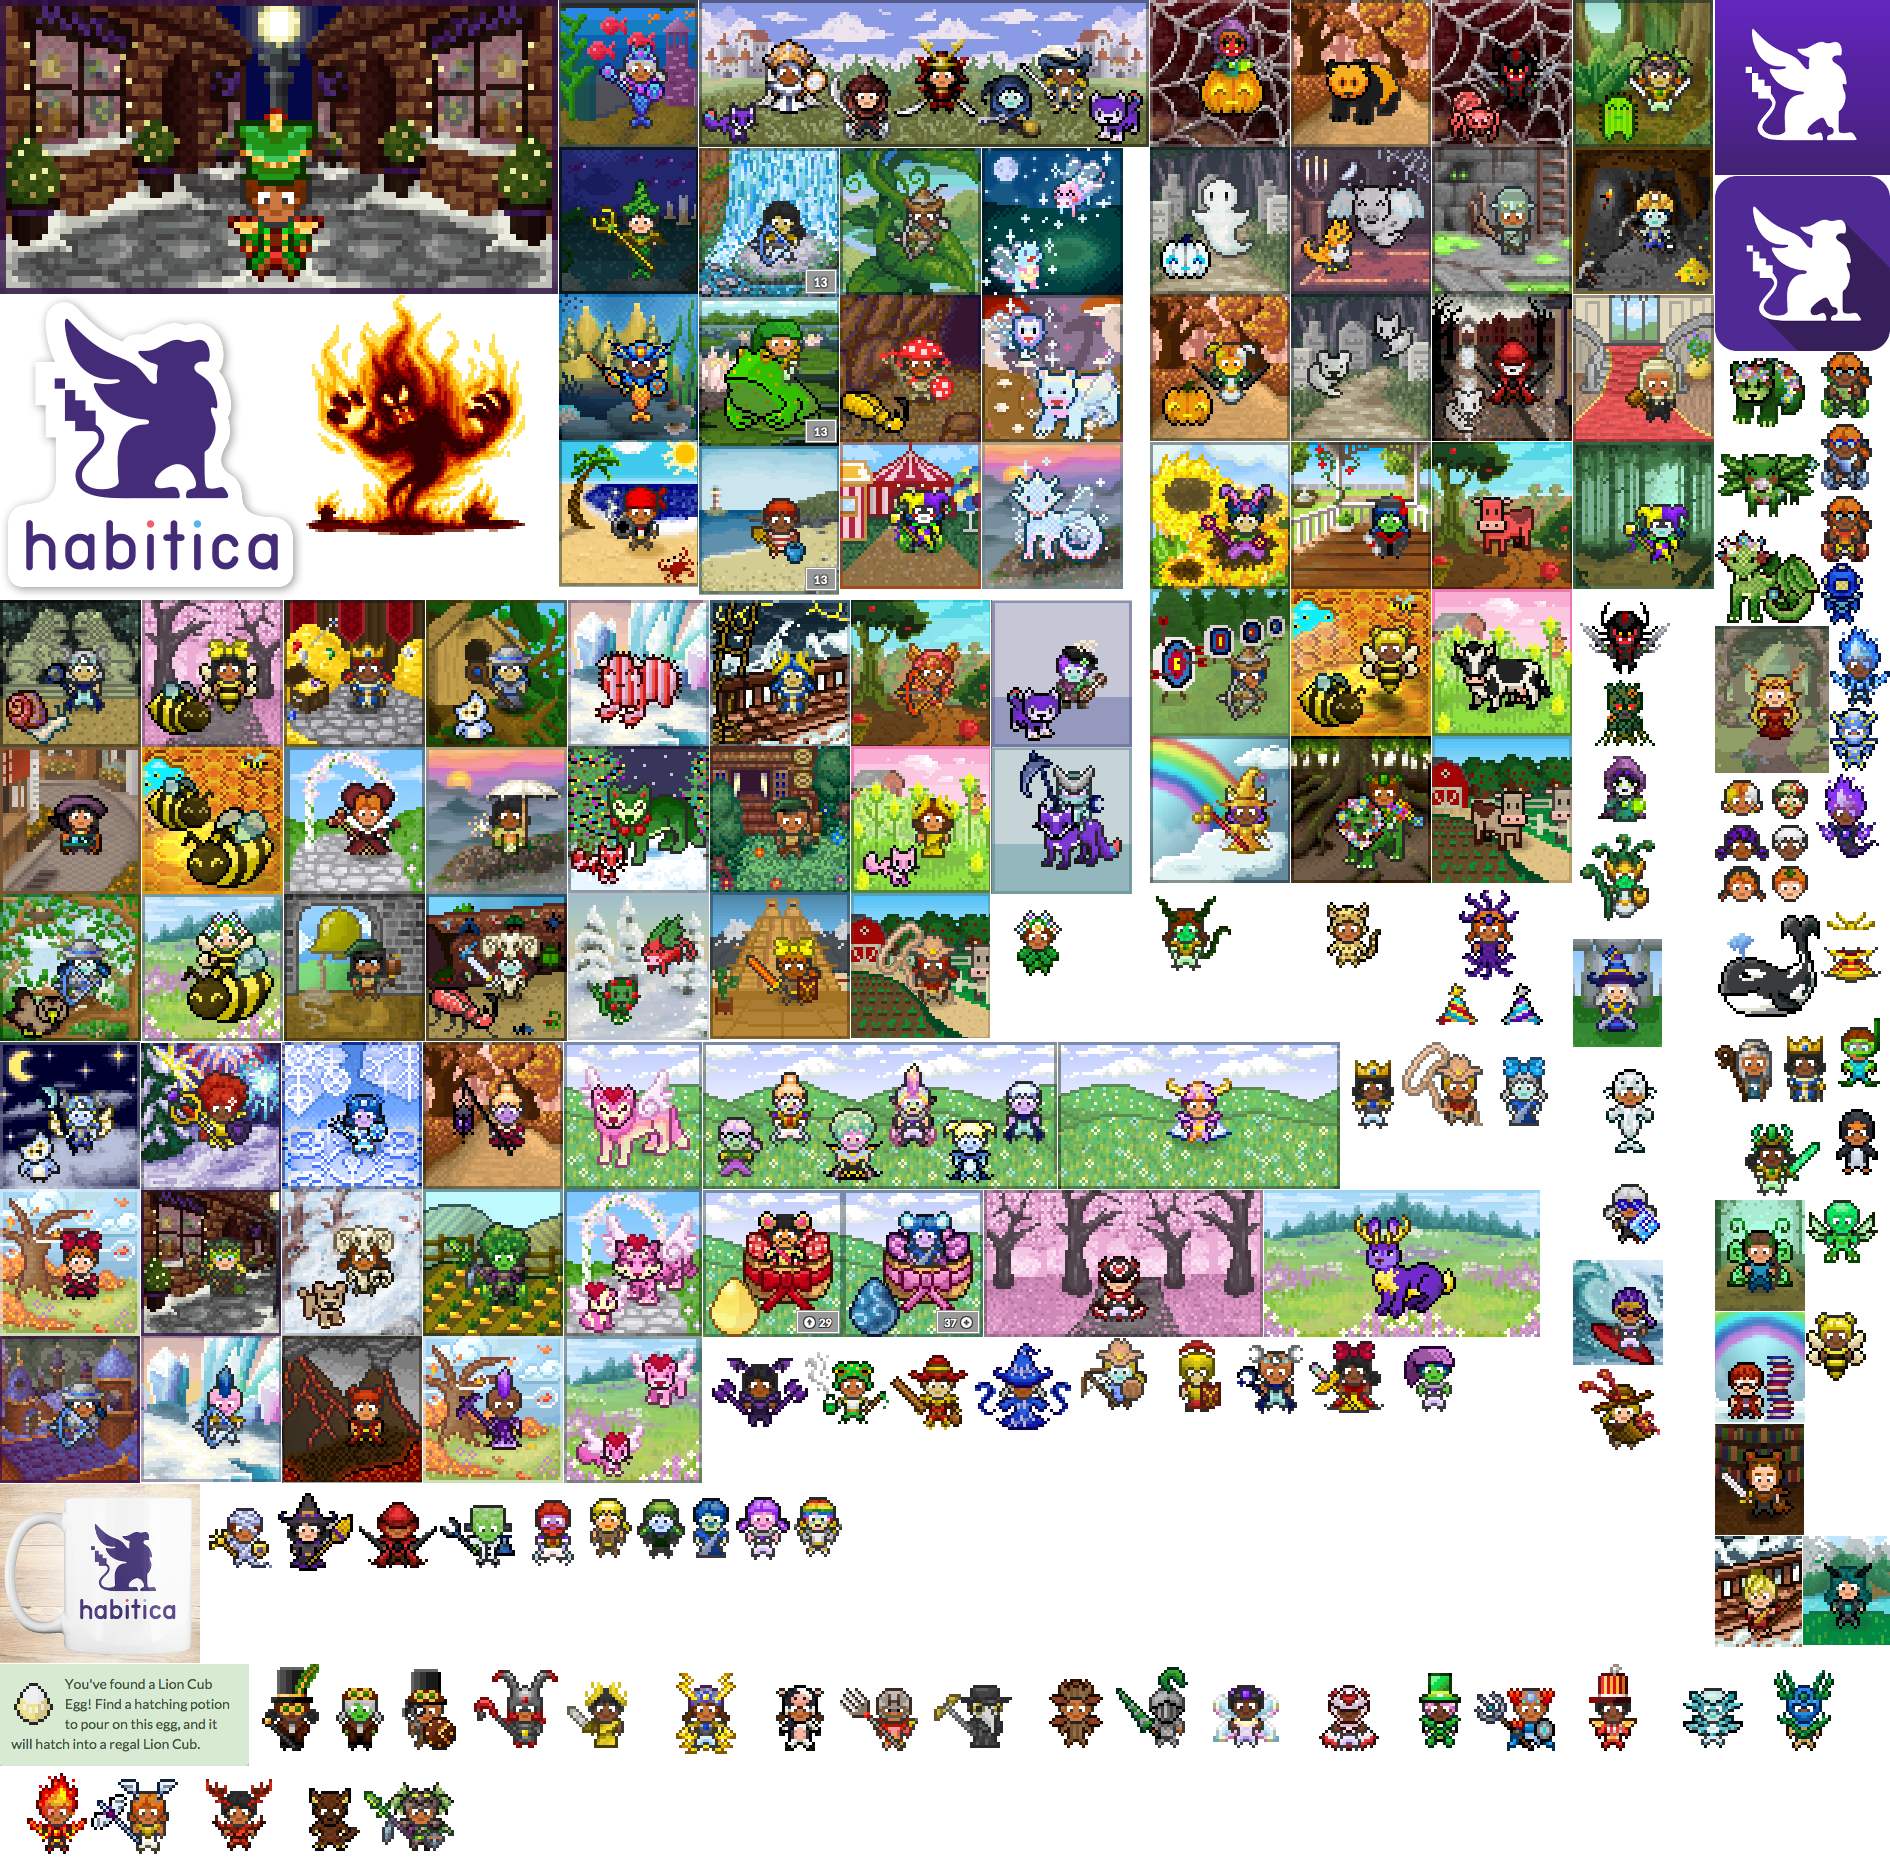 13
13
habitica
13
29
37
habitica
You've found a Lion Cub
Egg! Find a hatching potion
to pour on this egg, and it
will hatch into a regal Lion Cub.